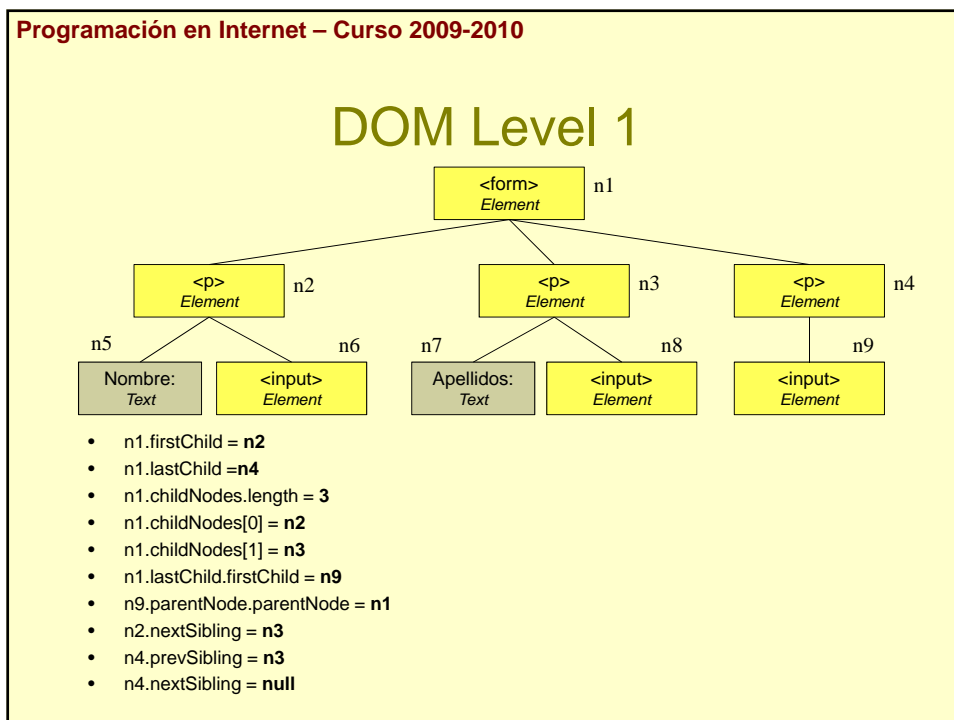 Programación en Internet – Curso 2009-2010
DOM Level 1
<form>
Element
n1
<p>
Element
n2
<p>
Element
n3
<p>
Element
n4
n5
n6
n7
n8
n9
Nombre:
Text
<input>
Element
Apellidos:
Text
<input>
Element
<input>
Element
• n1.firstChild = n2
• n1.lastChild =n4
• n1.childNodes.length = 3
• n1.childNodes[0] = n2
• n1.childNodes[1] = n3
• n1.lastChild.firstChild = n9
• n9.parentNode.parentNode = n1
• n2.nextSibling = n3
• n4.prevSibling = n3
• n4.nextSibling = null